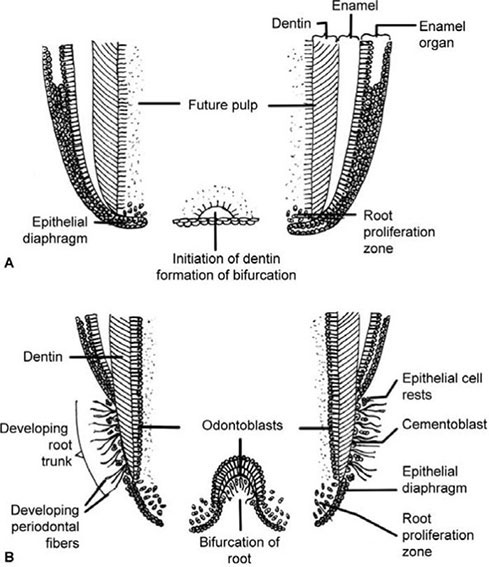 Enamel
Dentin
Enamel
organ
Future pulp
Epithelial
diaphragm
Root
proliferation
zone
Initiation of dentin
formation of bifurcation
A
Dentin
Epithelial cell
rests
Odontoblasts
Cementoblast
Developing
root
trunk
Epithelial
diaphragm
Developing
periodontal
fibers
Bifurcation of
root
Root
proliferation
zone
B